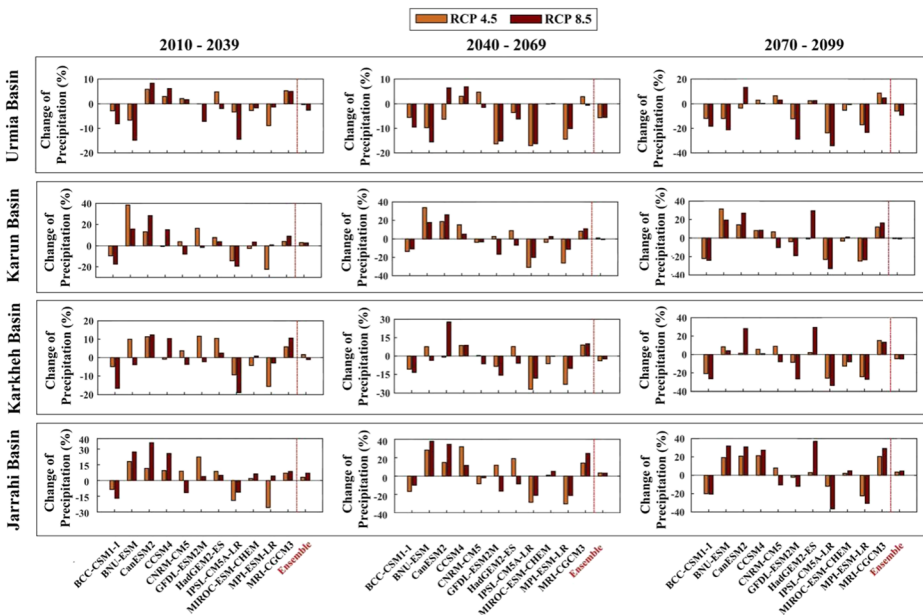 RCP 4.5 RCP 8.5
2010 - 2039 2040 - 2069 2070 - 2099
Urmia Basin
Change of
Precipitation (%)
10
0
-10
-20
Change of
Precipitation (%)
10
0
-10
-20
Change of
Precipitation (%)
20
0
-20
-40
Karun Basin
Change of
Precipitation (%)
40
20
0
-20
-40
Change of
Precipitation (%)
40
20
0
-20
-40
Change of
Precipitation (%)
40
20
0
-20
-40
Karkheh Basin
Change of
Precipitation (%)
20
10
0
-10
-20
Change of
Precipitation (%)
30
15
0
-15
-30
Change of
Precipitation (%)
40
20
0
-20
-40
Jarrahi Basin
Change of
Precipitation (%)
40
30
15
0
-15
-30
Change of
Precipitation (%)
40
20
0
-20
-40
Change of
Precipitation (%)
40
20
0
-20
-40
BCC-CSM1-1
BNU-ESM
CanESM2
CCSM4
CNRM-CM5
GFDL-ESM2M
HadGEM2-ES
IPSL-CM5A-LR
MIROC-ESM-CHEM
MPI-ESM-LR
MRI-CGCM3
Ensemble
BCC-CSM1-1
BNU-ESM
CanESM2
CCSM4
CNRM-CM5
GFDL-ESM2M
HadGEM2-ES
IPSL-CM5A-LR
MIROC-ESM-CHEM
MPI-ESM-LR
MRI-CGCM3
Ensemble
BCC-CSM1-1
BNU-ESM
CanESM2
CCSM4
CNRM-CM5
GFDL-ESM2M
HadGEM2-ES
IPSL-CM5A-LR
MIROC-ESM-CHEM
MPI-ESM-LR
MRI-CGCM3
Ensemble